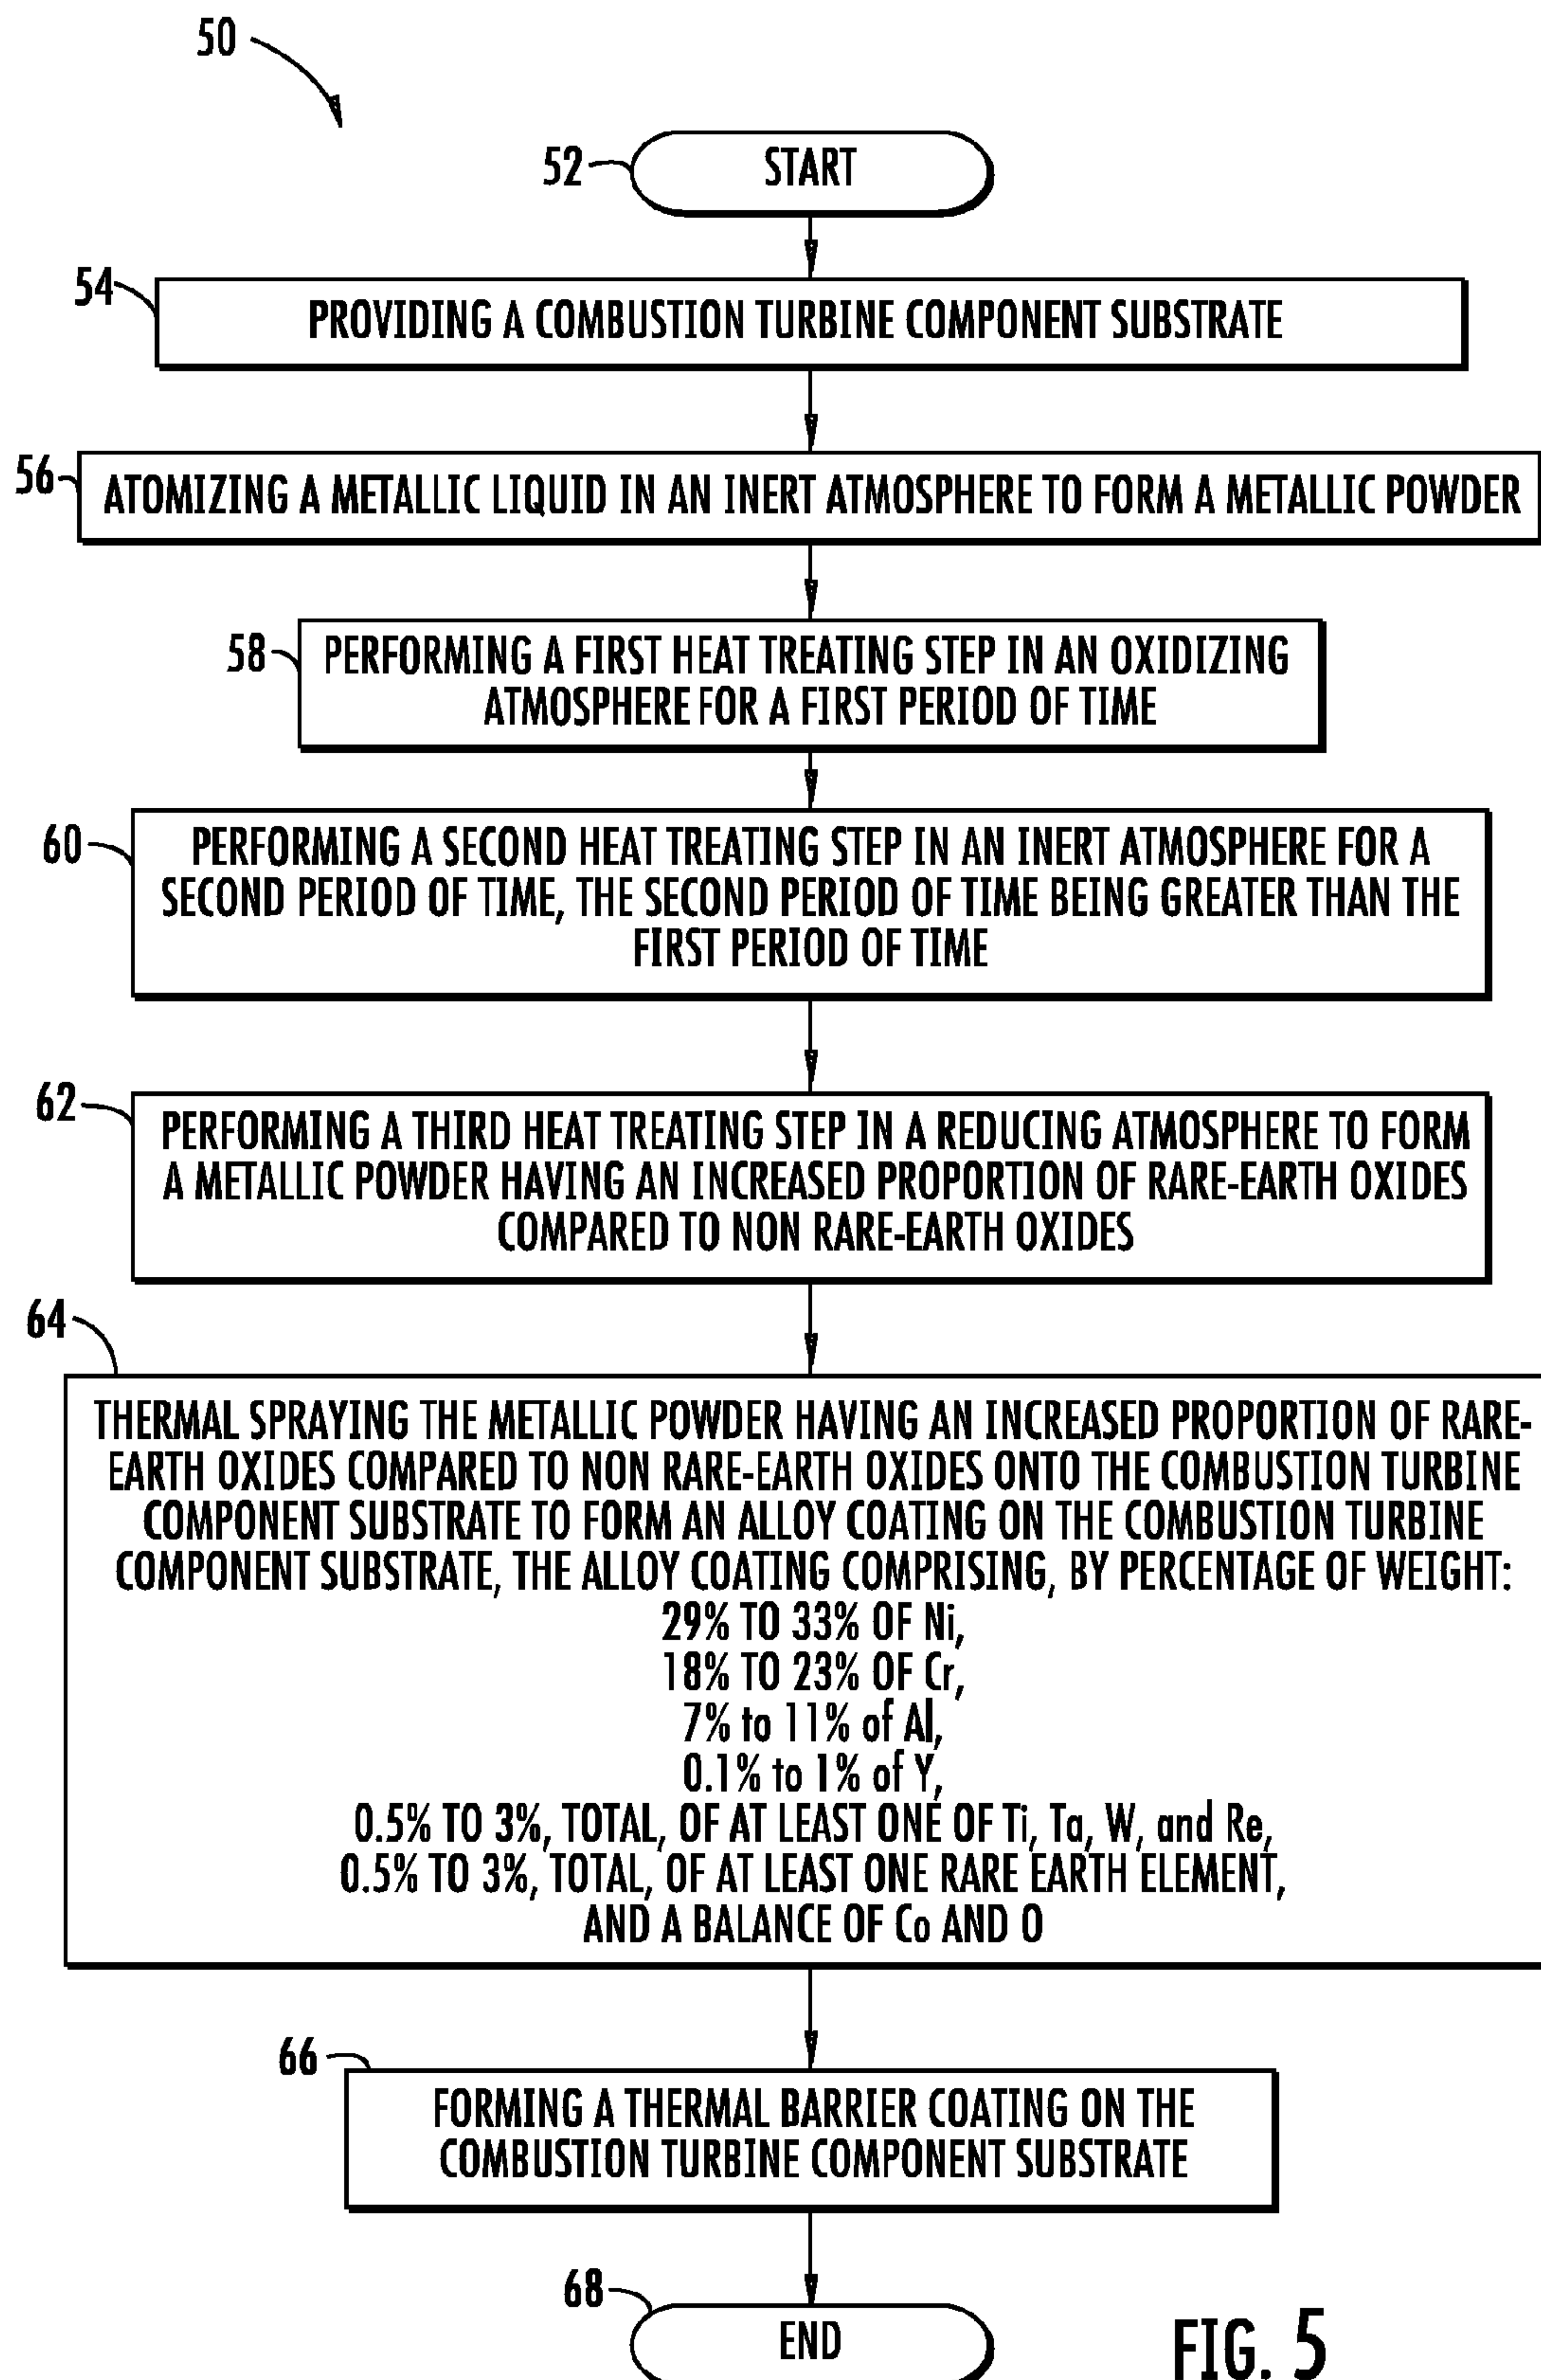 50
52
START
54
PROVIDING A COMBUSTION TURBINE COMPONENT SUBSTRATE
56
ATOMIZING A METALLIC LIQUID IN AN INERT ATMOSPHERE TO FORM A METALLIC POWDER
58
PERFORMING A FIRST HEAT TREATING STEP IN AN OXIDIZING
ATMOSPHERE FOR A FIRST PERIOD OF TIME
60
PERFORMING A SECOND HEAT TREATING STEP IN AN INERT ATMOSPHERE FOR A
SECOND PERIOD OF TIME, THE SECOND PERIOD OF TIME BEING GREATER THAN THE
FIRST PERIOD OF TIME
62
PERFORMING A THIRD HEAT TREATING STEP IN A REDUCING ATMOSPHERE TO FORM
A METALLIC POWDER HAVING AN INCREASED PROPORTION OF RARE-EARTH OXIDES
COMPARED TO NON RARE-EARTH OXIDES
64
THERMAL SPRAYING THE METALLIC POWDER HAVING AN INCREASED PROPORTION OF RARE-
EARTH OXIDES COMPARED TO NON RARE-EARTH OXIDES ONTO THE COMBUSTION TURBINE
COMPONENT SUBSTRATE TO FORM AN ALLOY COATING ON THE COMBUSTION TURBINE
COMPONENT SUBSTRATE, THE ALLOY COATING COMPRISING, BY PERCENTAGE OF WEIGHT:
29% TO 33% OF Ni,
18% TO 23% OF Cr,
7% to 11% of Al,
0.1% to 1% of Y,
0.5% TO 3%, TOTAL, OF AT LEAST ONE OF Ti, Ta, W, and Re,
0.5% TO 3%, TOTAL, OF AT LEAST ONE RARE EARTH ELEMENT,
AND A BALANCE OF Co AND O
66
FORMING A THERMAL BARRIER COATING ON THE
COMBUSTION TURBINE COMPONENT SUBSTRATE
68
END
FIG. 5